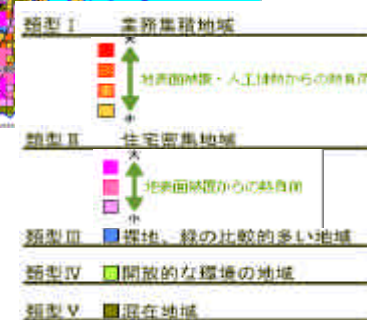 類型Ⅰ 業務集積地域
大
地表面被覆・人工排熱からの熱負荷
小
類型Ⅱ 住宅密集地域
大
地表面被覆からの熱負荷
小
類型Ⅲ 裸地、緑の比較的多い地域
類型Ⅳ 開放的な環境の地域
類型Ⅴ 混在地域